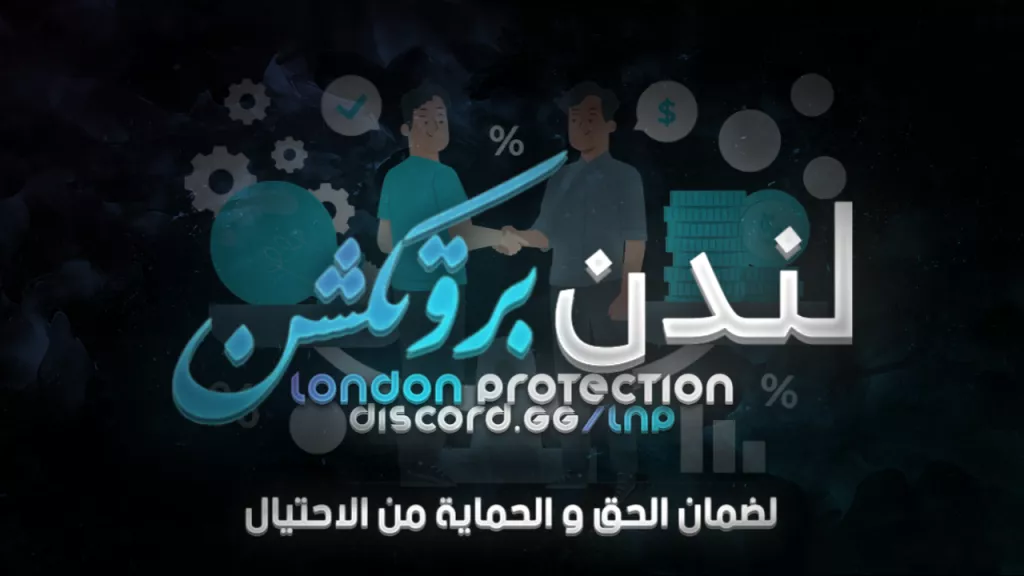 لندن بروتكشن
LONDON PROTECTION
DISCORD.GG/LNP
لضمان الحق و الحماية من الاحتيال